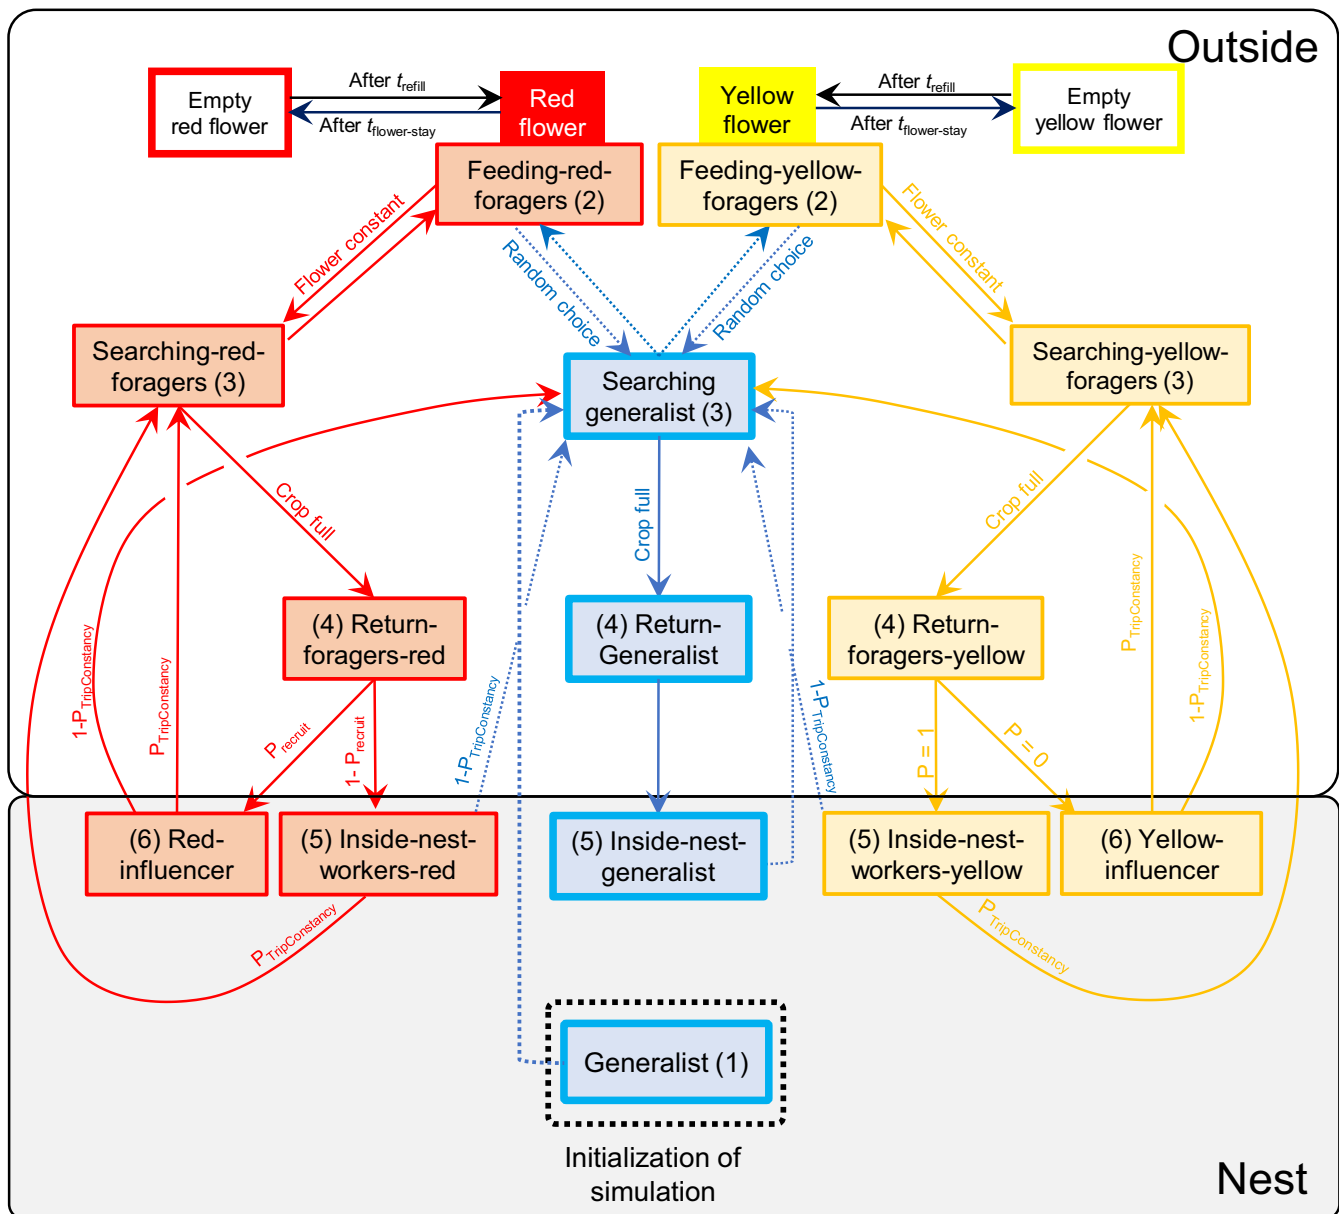 Outside
Empty
red flower
After t_refill
After t_flower-stay
Red
flower
Yellow
flower
After t_refill
After t_flower-stay
Empty
yellow flower
Feeding-red-
foragers (2)
Feeding-yellow-
foragers (2)
Flower constant
Random choice
Random choice
Flower constant
Searching-red-
foragers (3)
Searching
generalist (3)
Searching-yellow-
foragers (3)
Crop full
Crop full
Crop full
(4) Return-
foragers-red
(4) Return-
Generalist
(4) Return-
foragers-yellow
1-P_TripConstancy
P_TripConstancy
P_recruit
1- P_recruit
1-P_TripConstancy
1-P_TripConstancy
P = 1
P = 0
P_TripConstancy
1-P_TripConstancy
(6) Red-
influencer
(5) Inside-nest-
workers-red
(5) Inside-nest-
generalist
(5) Inside-nest-
workers-yellow
(6) Yellow-
influencer
P_TripConstancy
P_TripConstancy
Generalist (1)
Initialization of
simulation
Nest